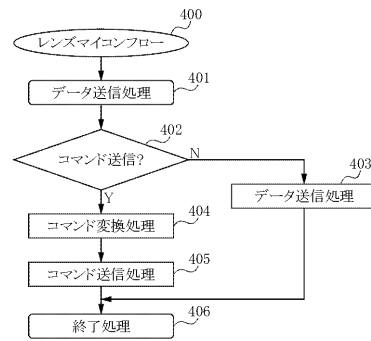 400
レンズマイコンフロー
401
データ送信処理
402
コマンド送信?
N
Y
403
データ送信処理
404
コマンド変換処理
405
コマンド送信処理
406
終了処理